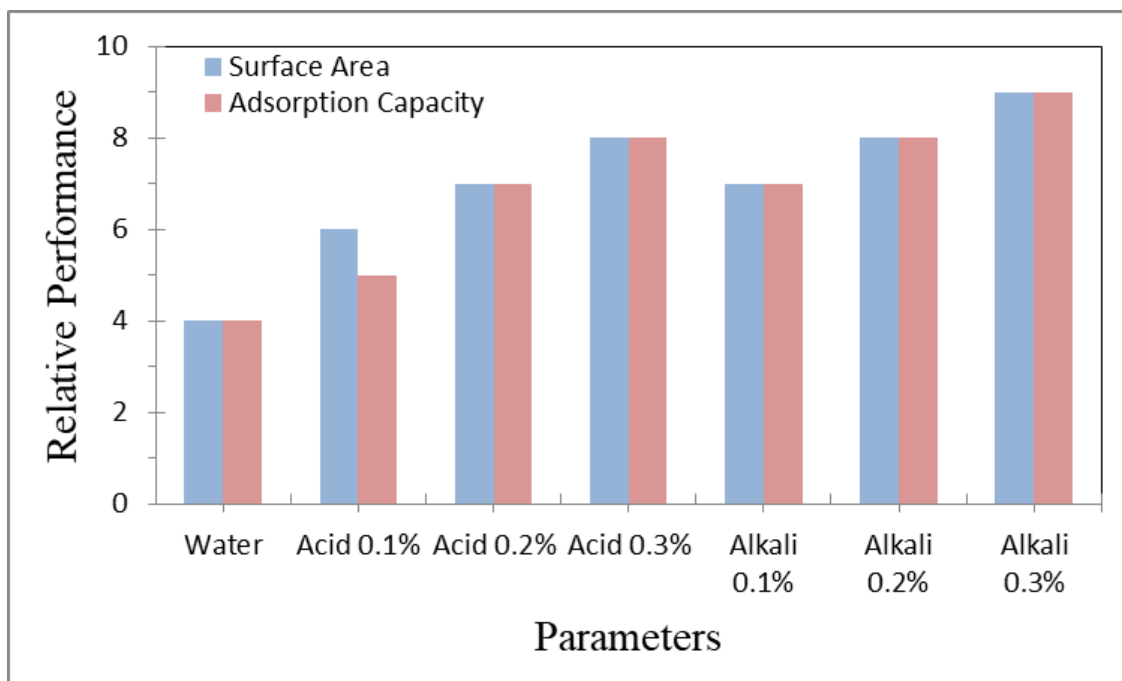 10
8
6
4
2
0
Relative Performance
Surface Area
Adsorption Capacity
Water
Acid 0.1%
Acid 0.2%
Acid 0.3%
Alkali
0.1%
Alkali
0.2%
Alkali
0.3%
Parameters